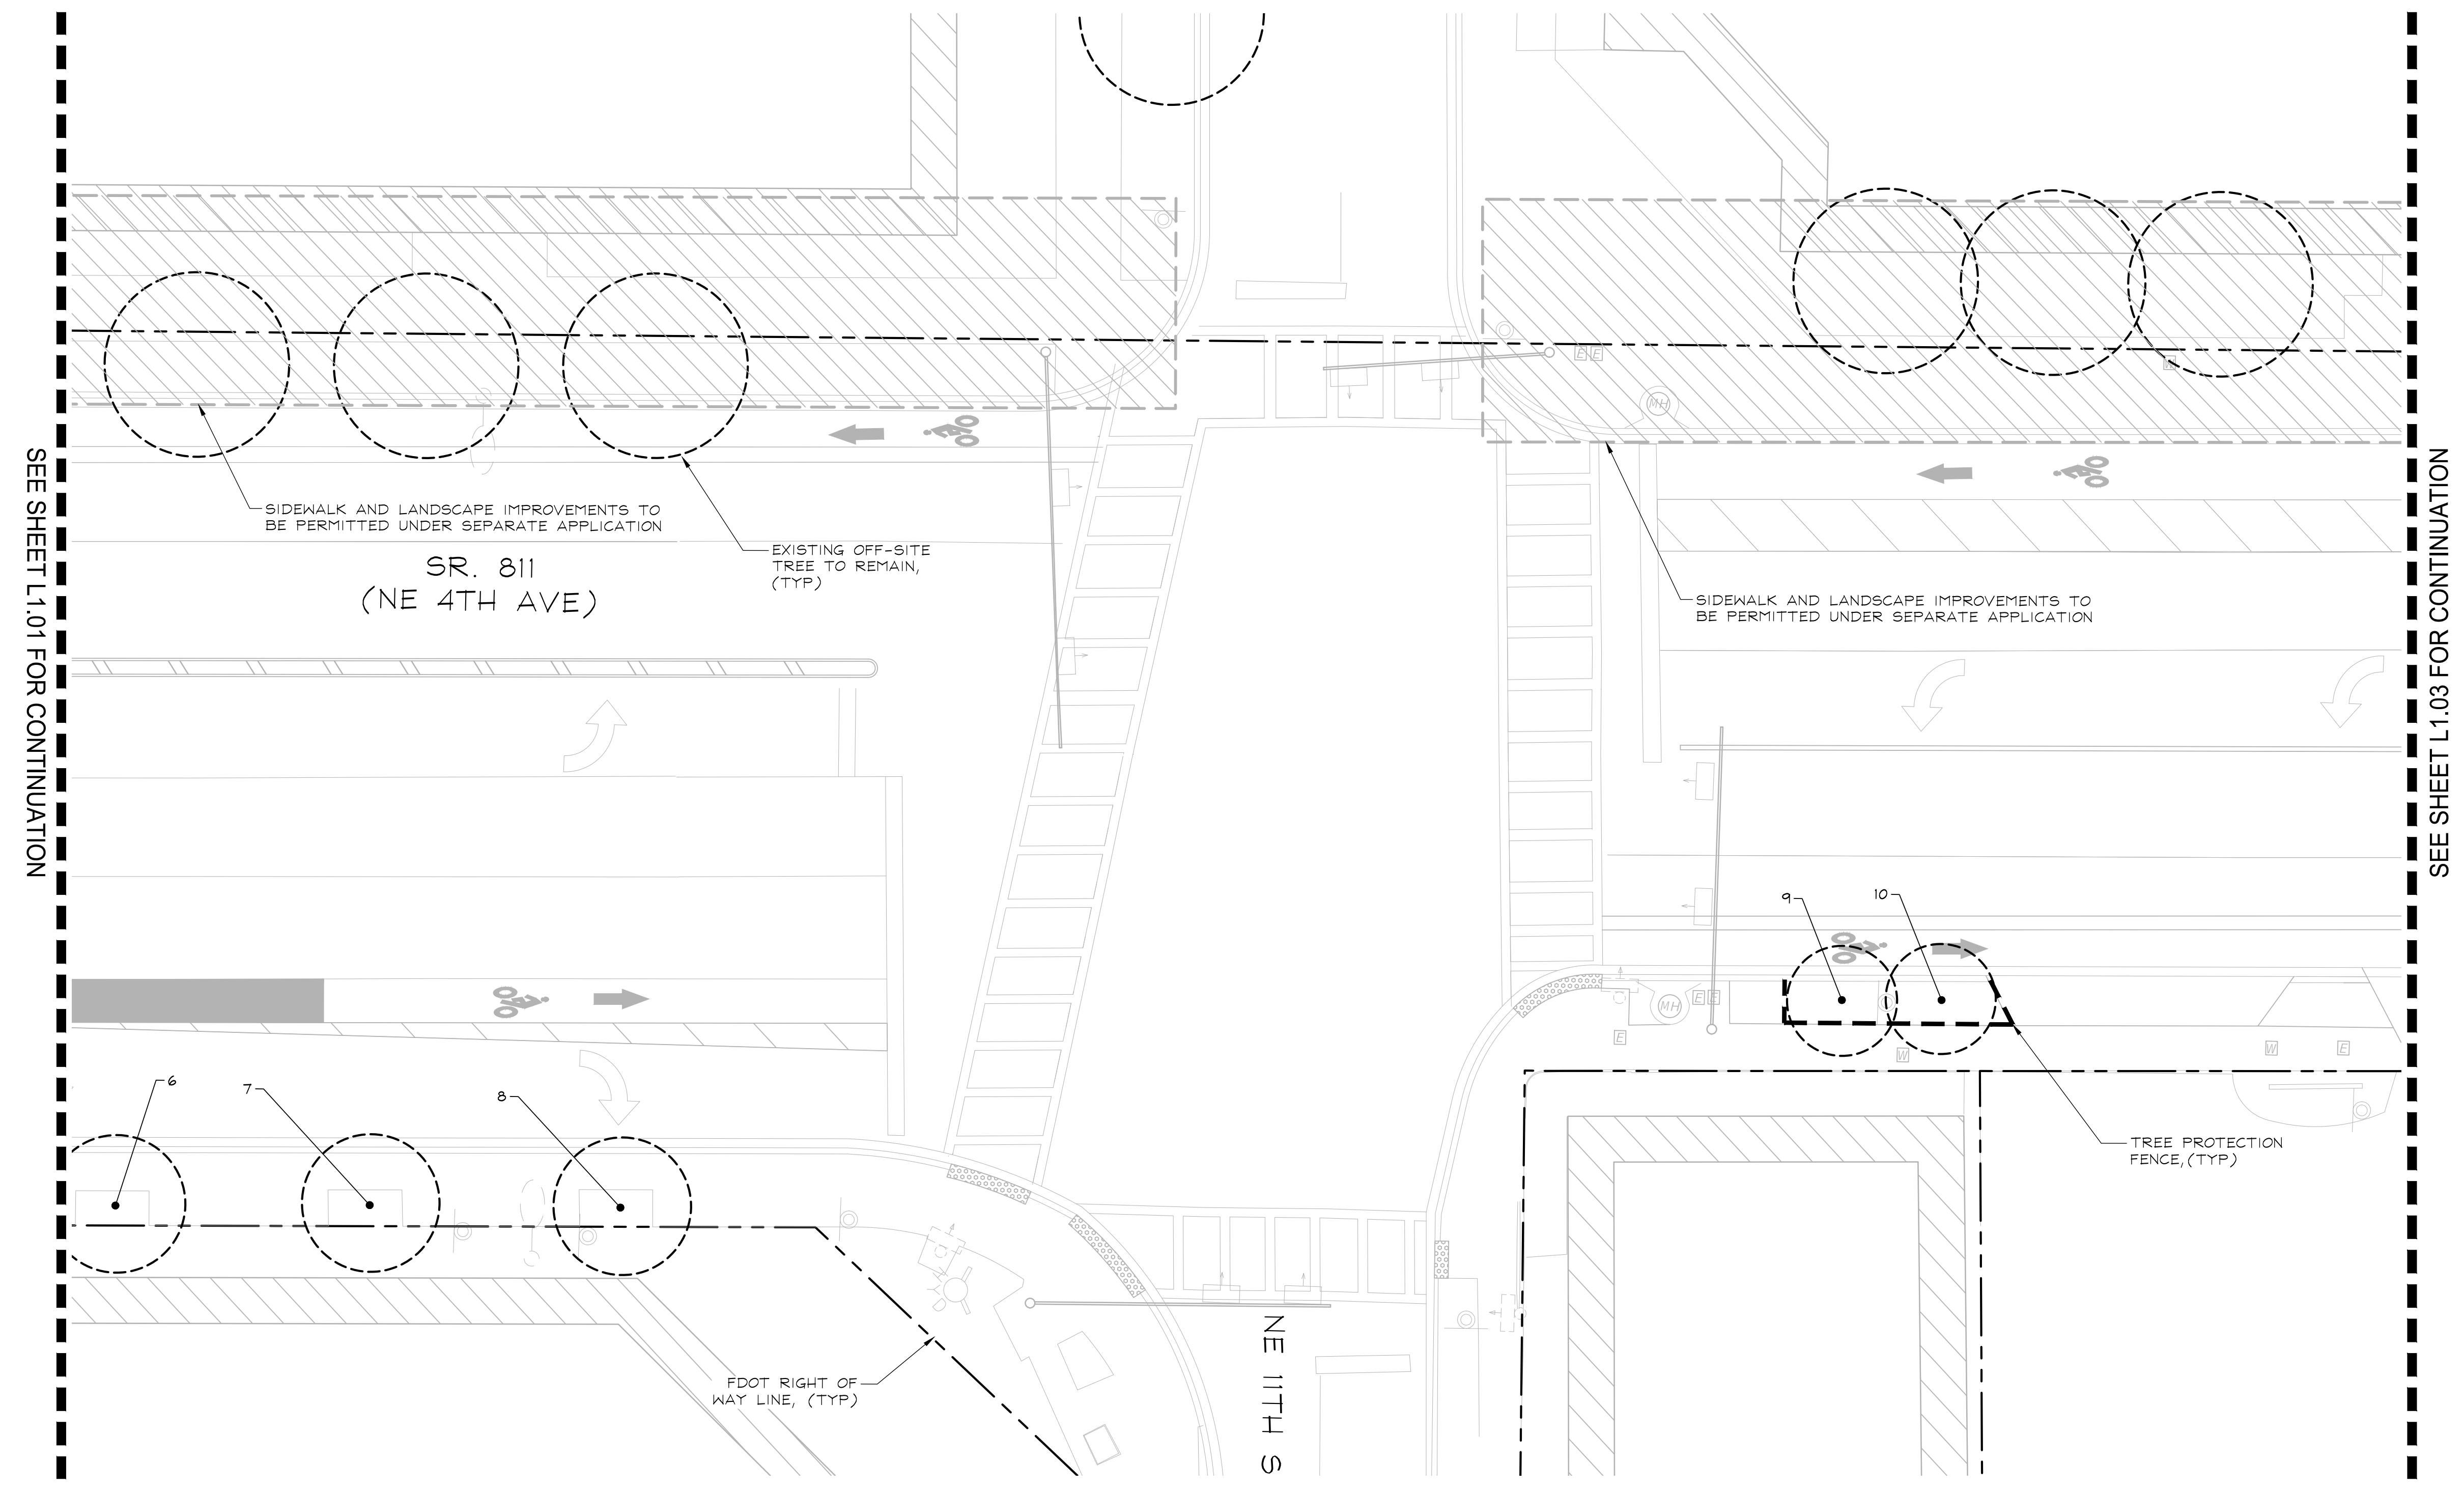 SEE SHEET L1.01 FOR CONTINUATION
SEE SHEET L1.03 FOR CONTINUATION
E E
W
MH
SIDEWALK AND LANDSCAPE IMPROVEMENTS TO
BE PERMITTED UNDER SEPARATE APPLICATION
EXISTING OFF-SITE
TREE TO REMAIN,
(TYP)
SR. 811
(NE 4TH AVE)
SIDEWALK AND LANDSCAPE IMPROVEMENTS TO
BE PERMITTED UNDER SEPARATE APPLICATION
9
10
MH
E E
E
W
W
E
6
7
8
TREE PROTECTION
FENCE, (TYP)
FDOT RIGHT OF
WAY LINE, (TYP)
NE 11TH S